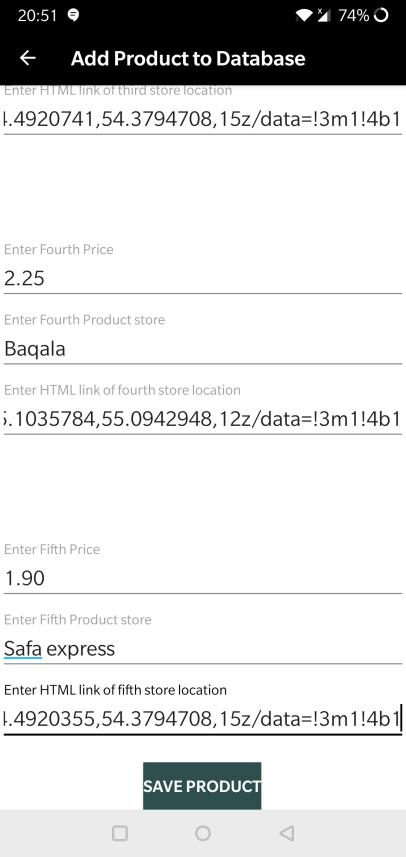 20:51 74%
Add Product to Database
Enter HTML link of third store location
.4920741,54.3794708,15z/data=!3m1!4b1
Enter Fourth Price
2.25
Enter Fourth Product store
Baqala
Enter HTML link of fourth store location
.1035784,55.0942948,12z/data=!3m1!4b1
Enter Fifth Price
1.90
Enter Fifth Product store
Safa express
Enter HTML link of fifth store location
.4920355,54.3794708,15z/data=!3m1!4b1
SAVE PRODUCT